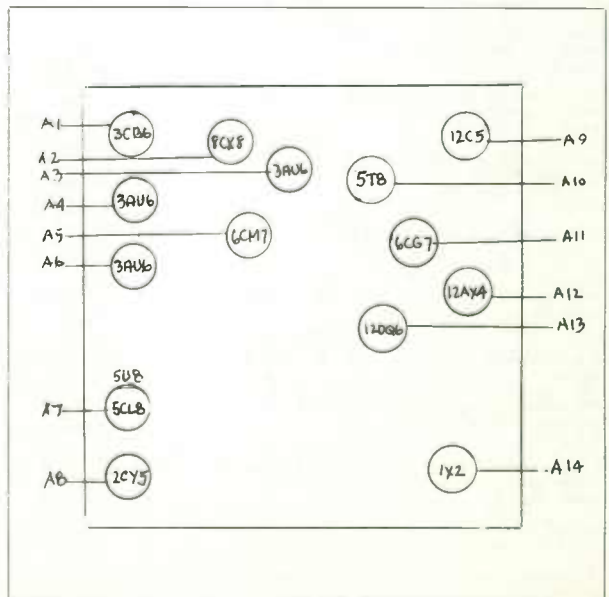 A1
3CB6
A2
8CX8
A3
3AU6
A4
3AU6
A5
6CM7
A6
3AU6
5U8
A7
5CL8
A8
2CY5
12C5
A9
5T8
A10
6CG7
A11
12AX4
A12
12DQ6
A13
1X2
A14